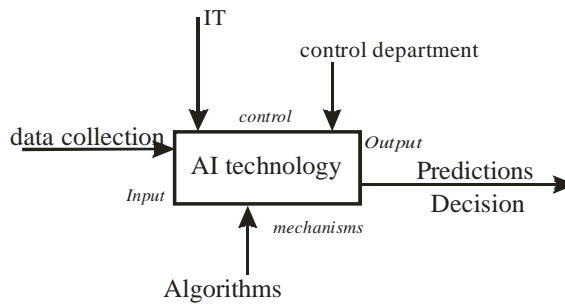 IT
control department
control
data collection
Output
AI technology
Predictions
Input
Decision
mechanisms
Algorithms